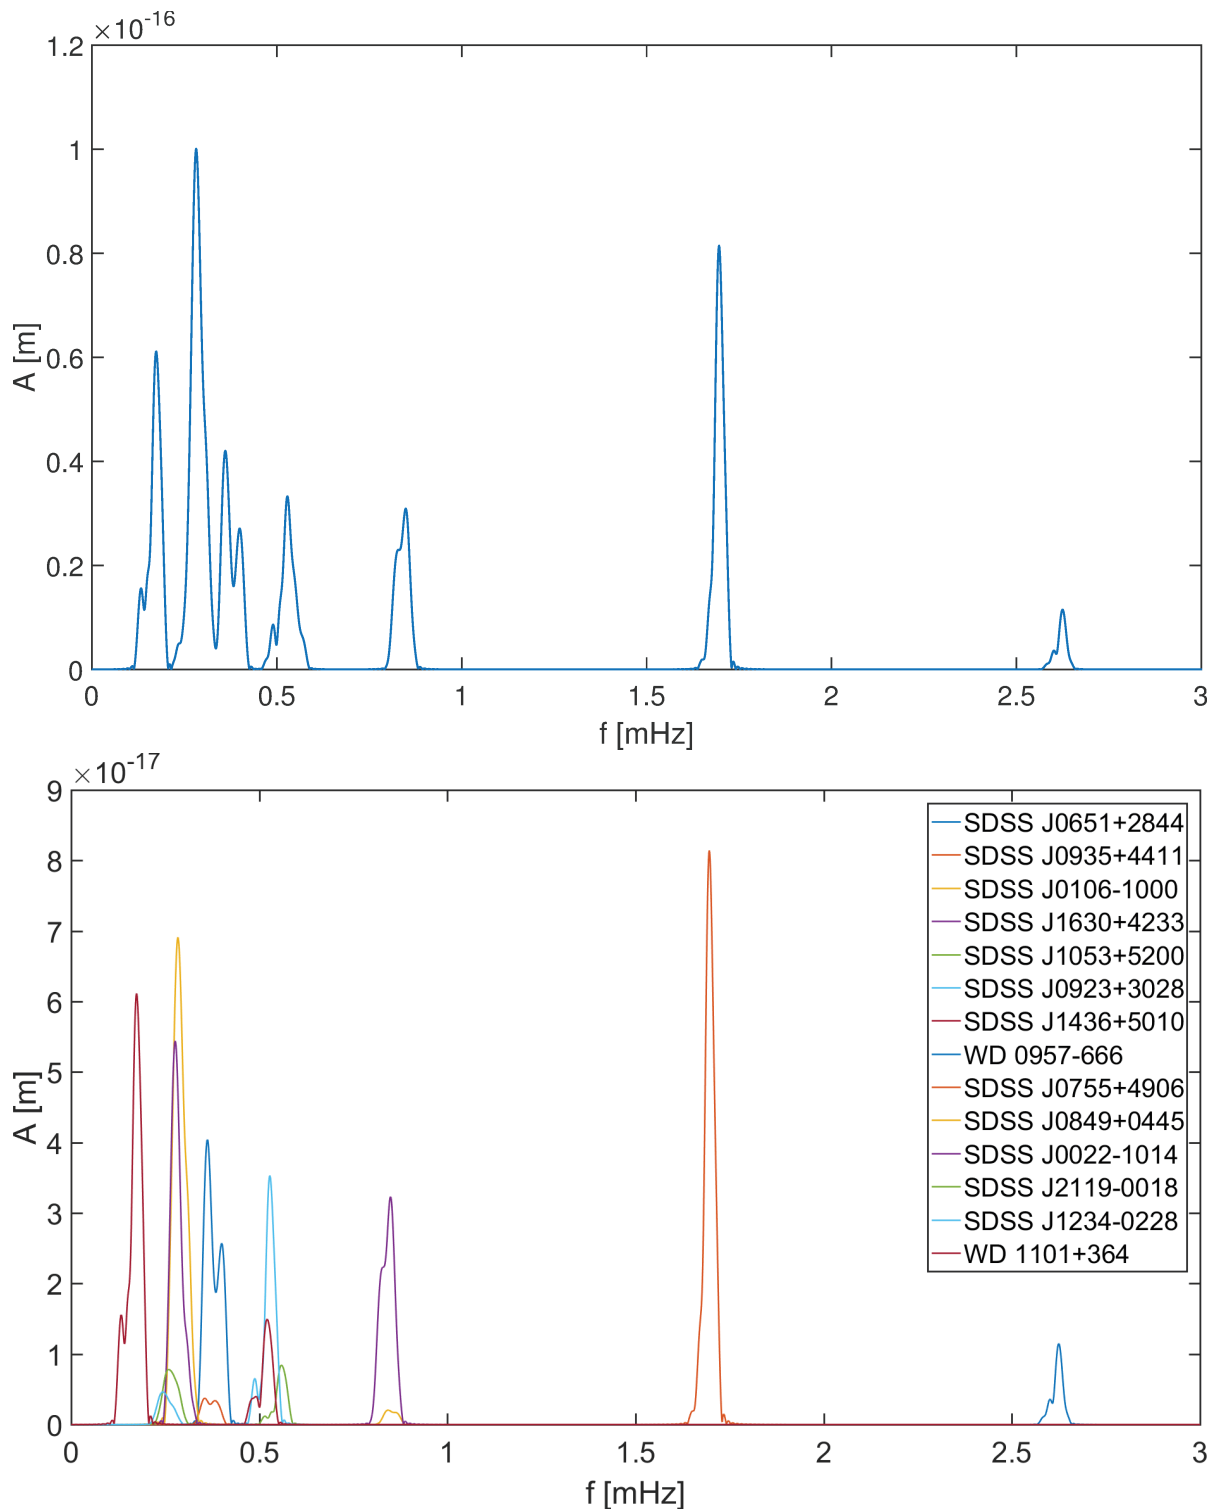 ×10-16
1.2
1
0.8
0.6
0.4
0.2
0
A [m]
0 0.5 1 1.5 2 2.5 3
f [mHz]
×10-17
9
8
7
6
5
4
3
2
1
0
A [m]
SDSS J0651+2844
SDSS J0935+4411
SDSS J0106-1000
SDSS J1630+4233
SDSS J1053+5200
SDSS J0923+3028
SDSS J1436+5010
WD 0957-666
SDSS J0755+4906
SDSS J0849+0445
SDSS J0022-1014
SDSS J2119-0018
SDSS J1234-0228
WD 1101+364
0 0.5 1 1.5 2 2.5 3
f [mHz]